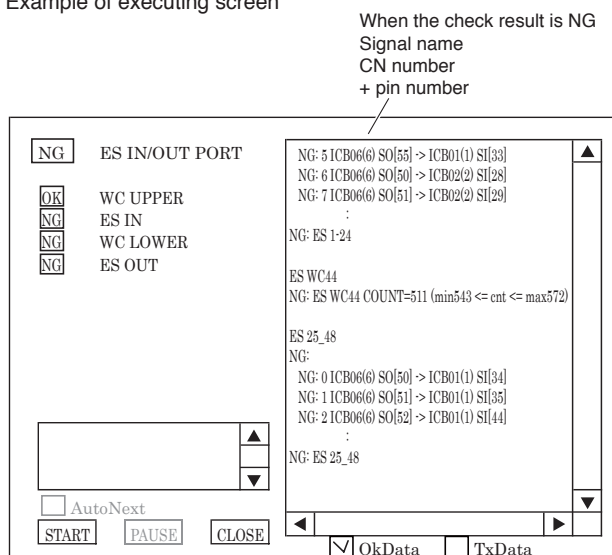 Example of executing screen
When the check result is NG
Signal name
CN number
+ pin number
NG ES IN/OUT PORT
OK WC UPPER
NG ES IN
NG WC LOWER
NG ES OUT
NG: 5 ICB06(6) SO[55] -> ICB01(1) SI[33]
NG: 6 ICB06(6) SO[50] -> ICB02(2) SI[28]
NG: 7 ICB06(6) SO[51] -> ICB02(2) SI[29]
:
NG: ES 1-24
ES WC44
NG: ES WC44 COUNT=511 (min543 <= cnt <= max572)
ES 25_48
NG:
NG: 0 ICB06(6) SO[50] -> ICB01(1) SI[34]
NG: 1 ICB06(6) SO[51] -> ICB01(1) SI[35]
NG: 2 ICB06(6) SO[52] -> ICB01(1) SI[44]
:
NG: ES 25_48
AutoNext
START PAUSE CLOSE
OkData TxData